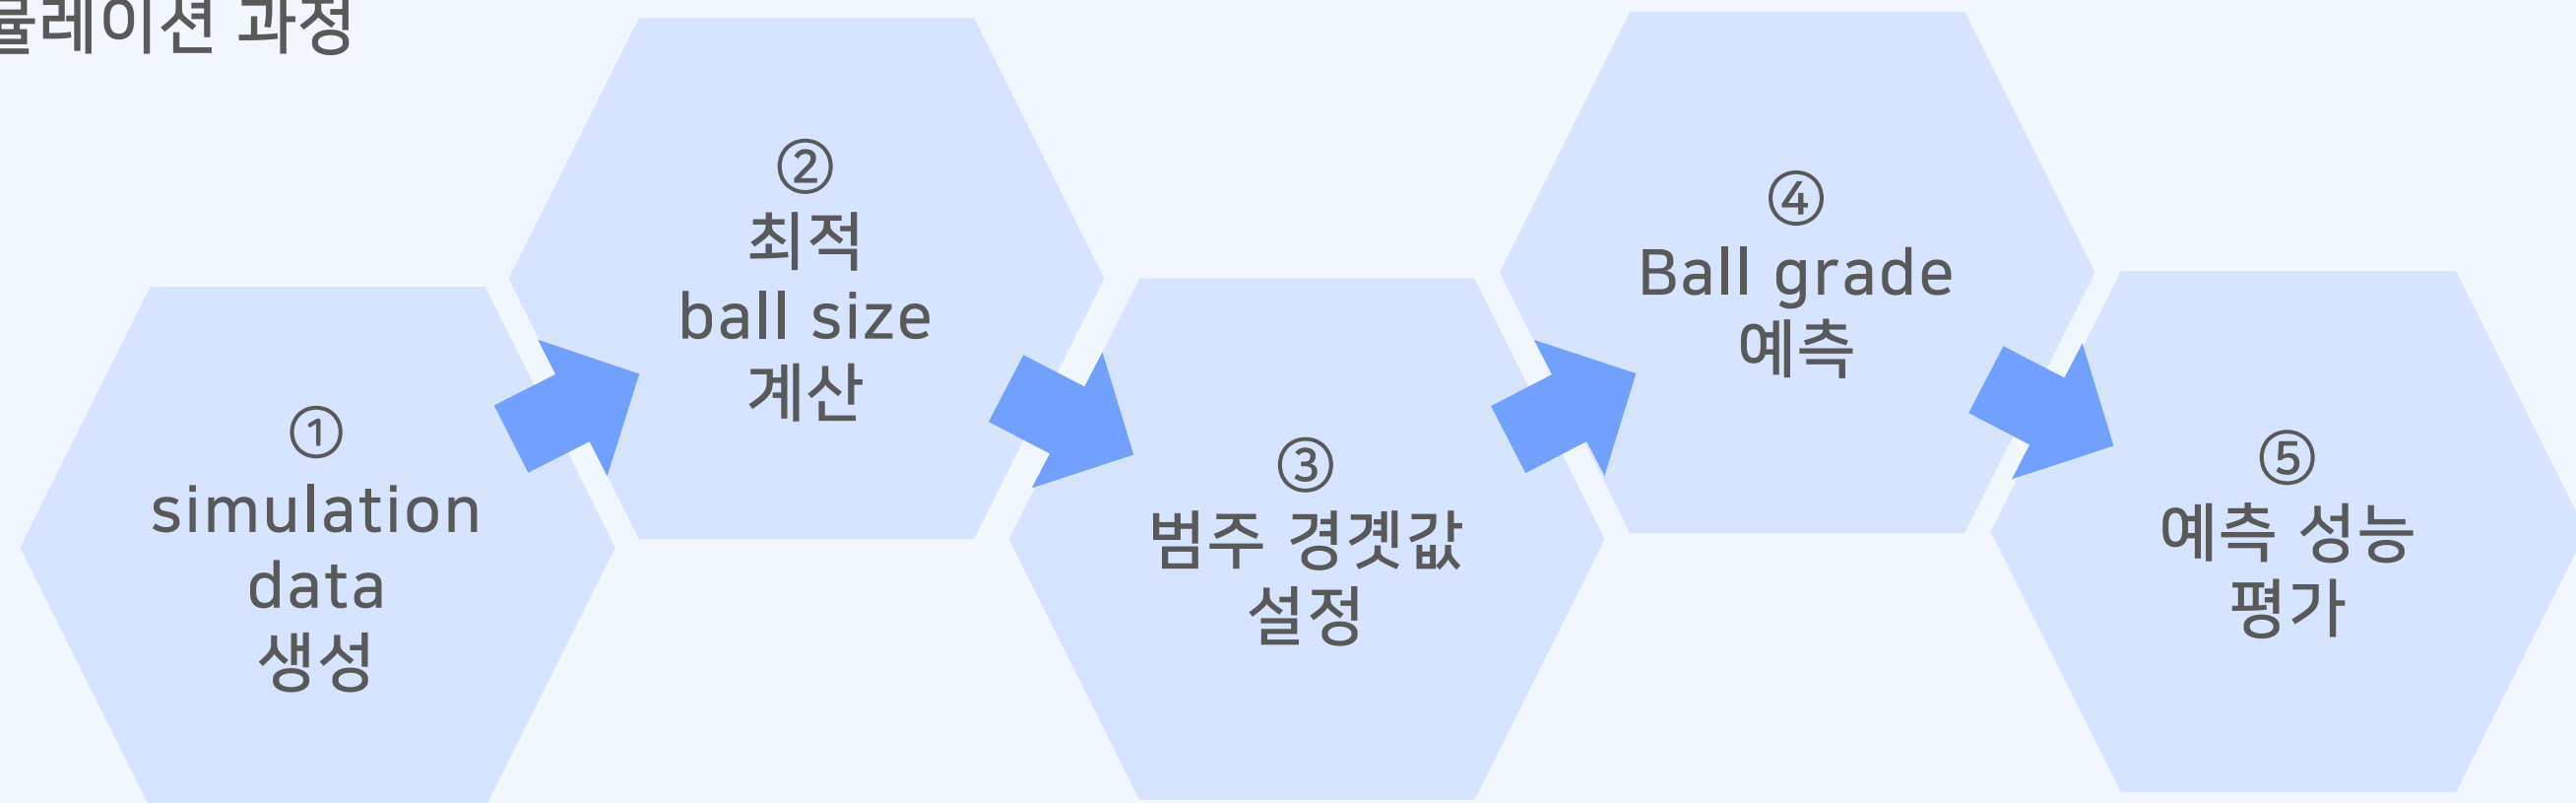 뮬레이션 과정
①
simulation
data
생성
②
최적
ball size
계산
③
범주 경곗값
설정
④
Ball grade
예측
⑤
예측 성능
평가